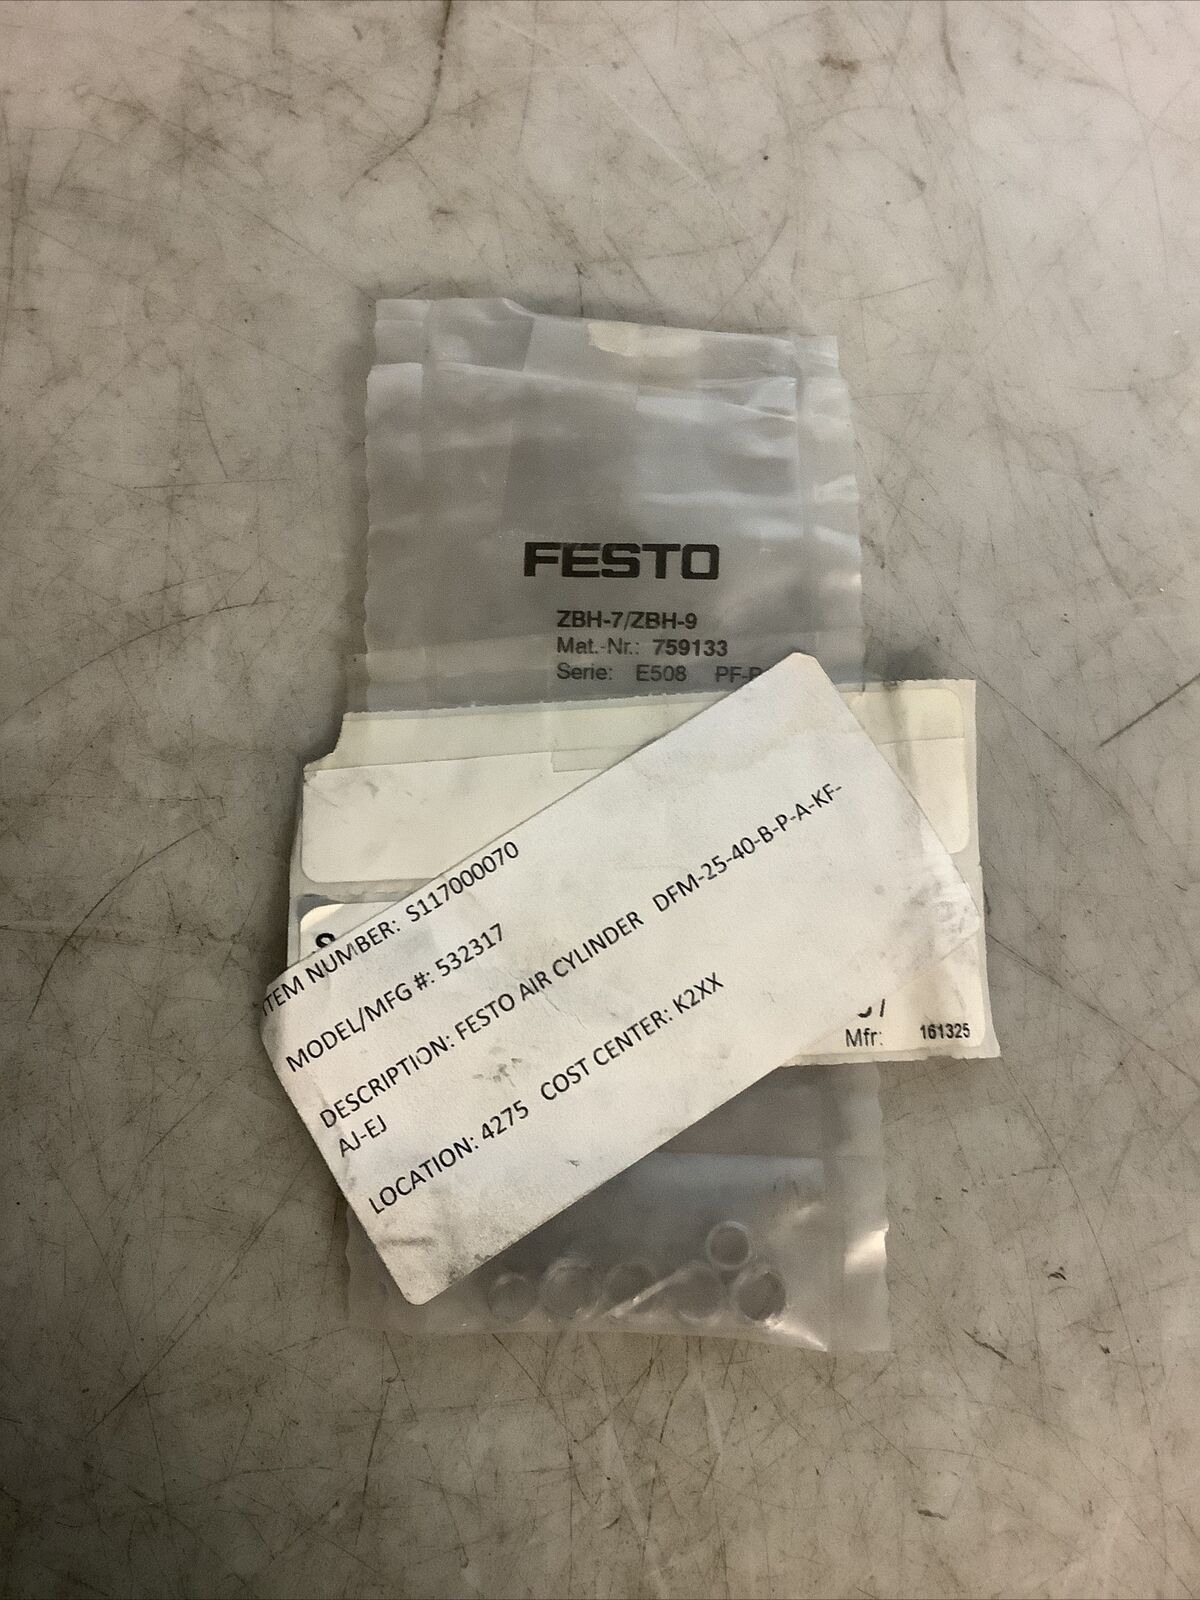 FESTO
ZBH-7/ZBH-9
Mat.-Nr.: 759133
Serie: E508
ITEM NUMBER: S117000070
MODEL/MFG #: 532317
DESCRIPTION: FESTO AIR CYLINDER DFM-25-40-B-P-A-KF-
AJ-EJ
LOCATION: 4275 COST CENTER: K2XX
Mfr: 161325